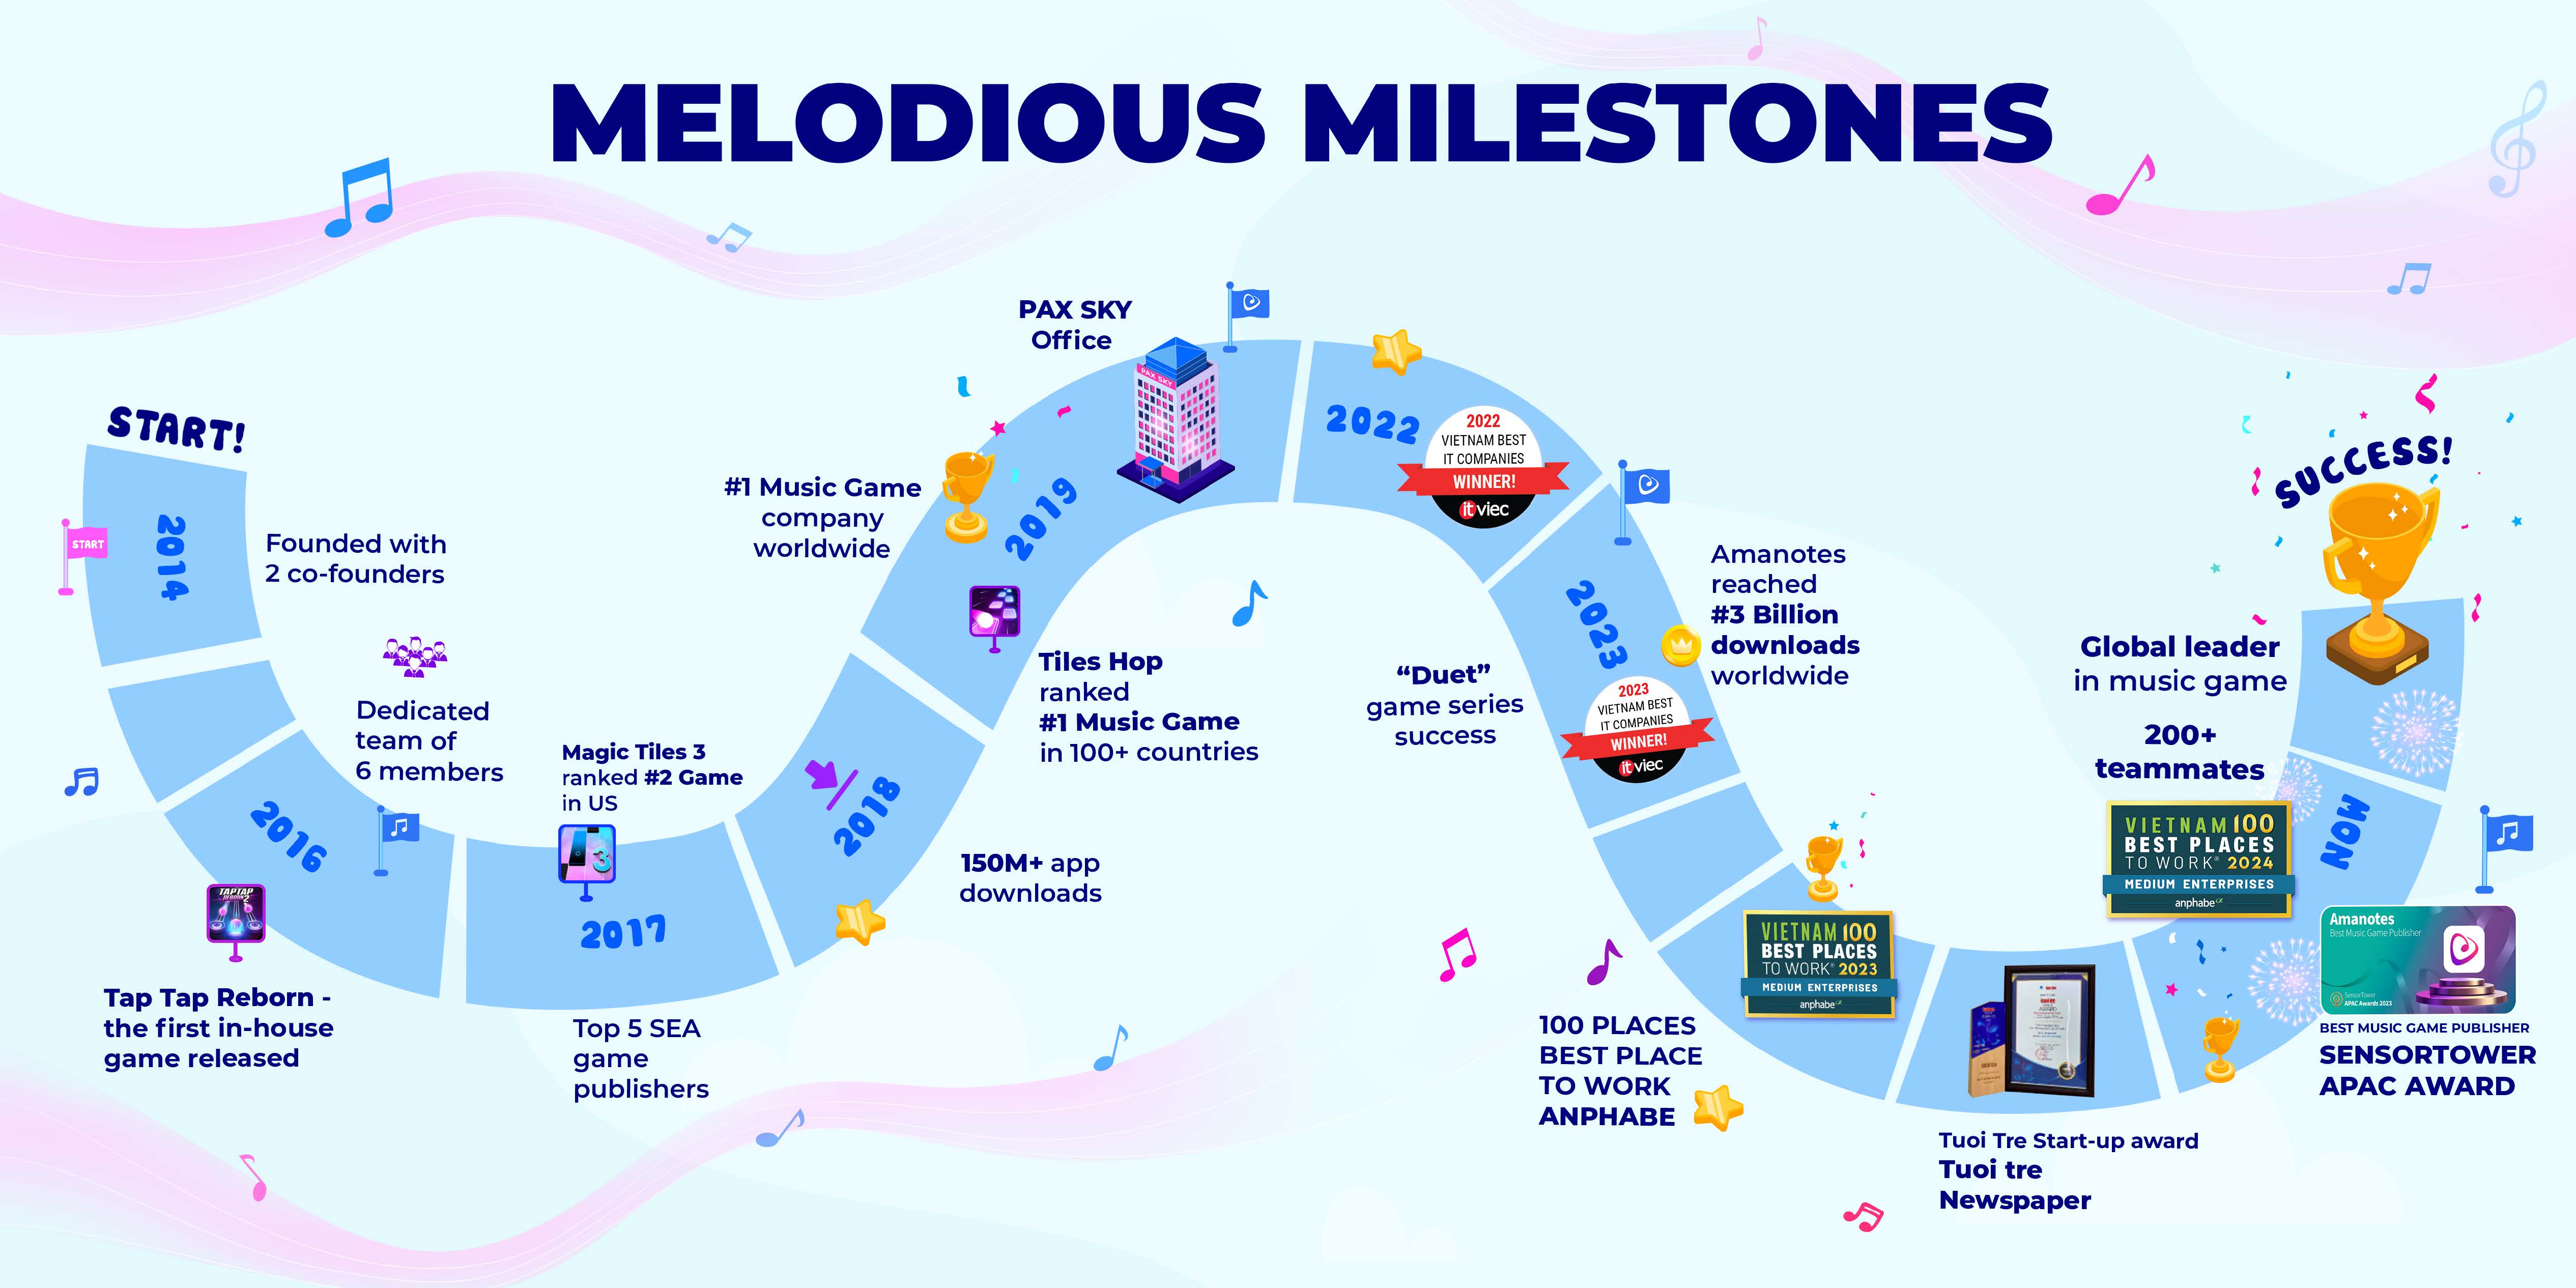 MELODIOUS MILESTONES
START!
START
2014
Founded with
2 co-founders
Dedicated
team of
6 members
2016
TAPTAP
REBORN 2
Tap Tap Reborn -
the first in-house
game released
Magic Tiles 3
ranked #2 Game
in US
3
2017
Top 5 SEA
game
publishers
2018
150M+ app
downloads
#1 Music Game
company
worldwide
2019
PAX SKY
Office
PAX SKY
Tiles Hop
ranked
#1 Music Game
in 100+ countries
2022
2022
VIETNAM BEST
IT COMPANIES
WINNER!
itviec
"Duet"
game series
success
2023
Amanotes
reached
#3 Billion
downloads
worldwide
2023
VIETNAM BEST
IT COMPANIES
WINNER!
itviec
VIETNAM 100
BEST PLACES
TO WORK® 2023
MEDIUM ENTERPRISES
anphabe
100 PLACES
BEST PLACE
TO WORK
ANPHABE
Tuoi Tre Start-up award
Tuoi tre
Newspaper
SUCCESS!
Global leader
in music game
200+
teammates
VIETNAM 100
BEST PLACES
TO WORK® 2024
MEDIUM ENTERPRISES
anphabe
NOW
Amanotes
Best Music Game Publisher
SensorTower
APAC Awards 2023
BEST MUSIC GAME PUBLISHER
SENSORTOWER
APAC AWARD